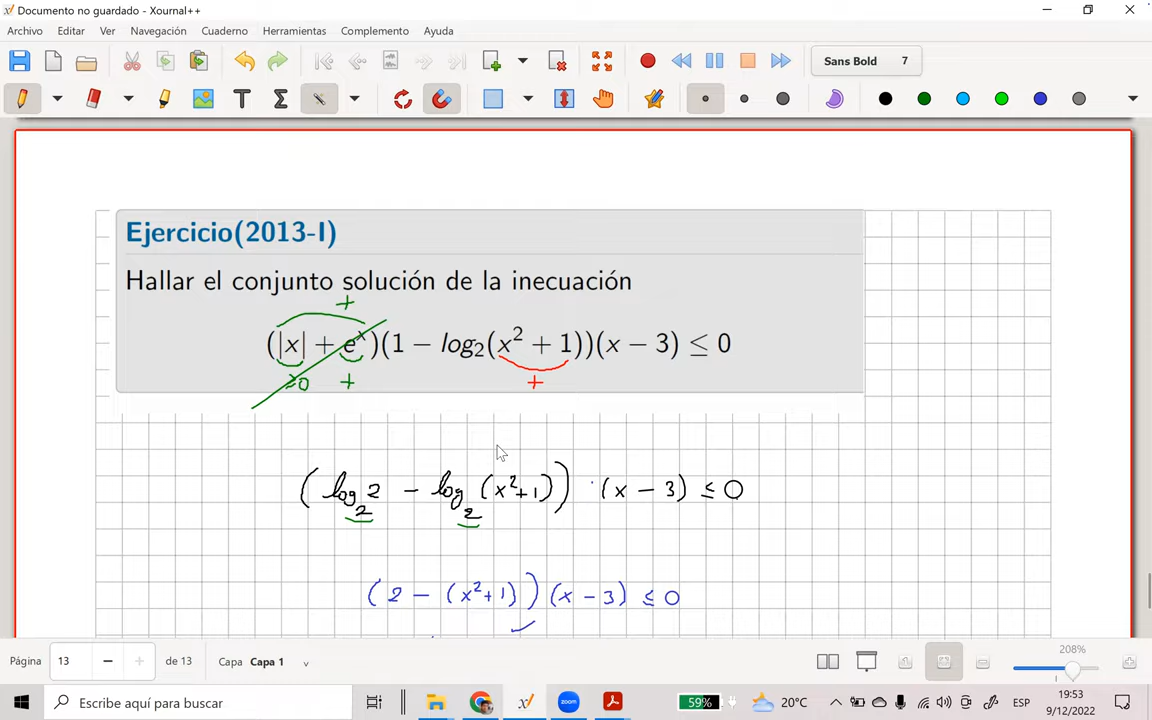 Documento no guardado - Xournal++
Archivo Editar Ver Navegación Cuaderno Herramientas Complemento Ayuda
Sans Bold 7
Ejercicio(2013-I)
Hallar el conjunto solución de la inecuación
+
(|x| + e^x)(1 − log₂(x² + 1))(x − 3) ≤ 0
≥0 + +
(log₂2 − log₂(x²+1)) · (x − 3) ≤ 0
(2 − (x²+1))(x − 3) ≤ 0
Página 13 de 13 Capa Capa 1 208%
Escribe aquí para buscar 59% 20°C ESP 19:53
9/12/2022